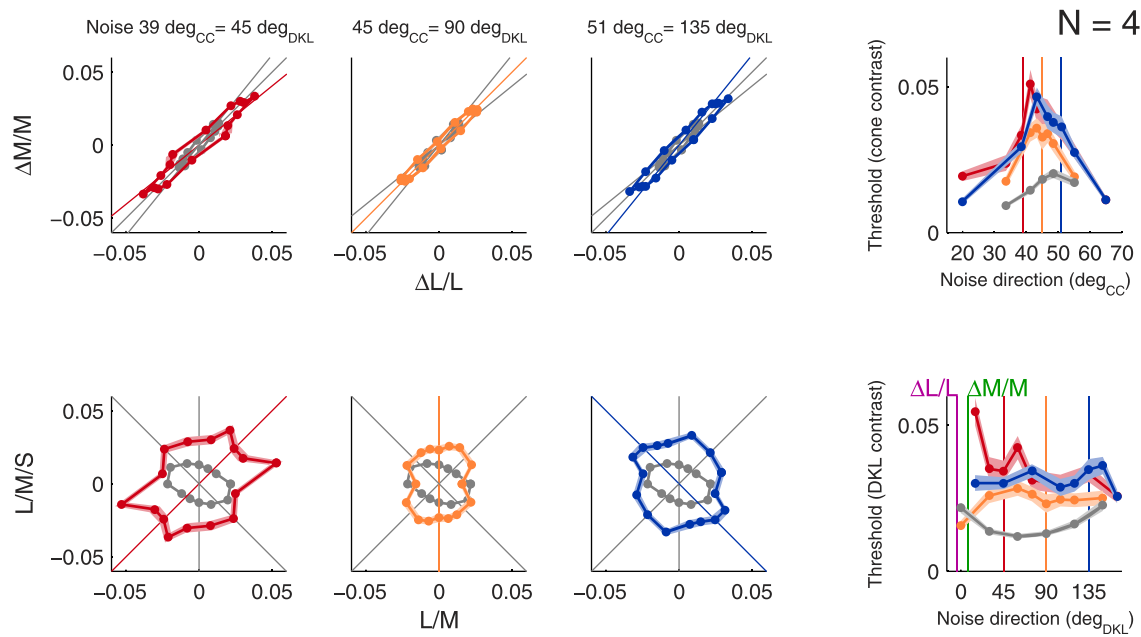 Noise 39 deg_CC = 45 deg_DKL
45 deg_CC = 90 deg_DKL
51 deg_CC = 135 deg_DKL
N = 4
ΔM/M
0.05
0
−0.05
−0.05 0 0.05
−0.05 0 0.05
−0.05 0 0.05
ΔL/L
Threshold (cone contrast)
0.05
0
20 30 40 50 60 70
Noise direction (deg_CC)
L/M/S
0.05
0
−0.05
−0.05 0 0.05
−0.05 0 0.05
−0.05 0 0.05
L/M
ΔL/L ΔM/M
Threshold (DKL contrast)
0.05
0
0 45 90 135
Noise direction (deg_DKL)